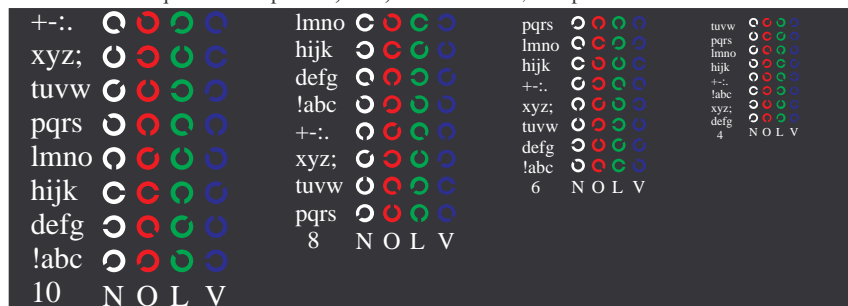 +-:.
xyz;
tuvw
pqrs
lmno
hijk
defg
!abc
10 N O L V
lmno
hijk
defg
!abc
+-:.
xyz;
tuvw
pqrs
8 N O L V
pqrs
lmno
hijk
+-:.
xyz;
tuvw
defg
!abc
6 N O L V
tuvw
pqrs
lmno
hijk
+-:.
!abc
xyz;
defg
4 N O L V